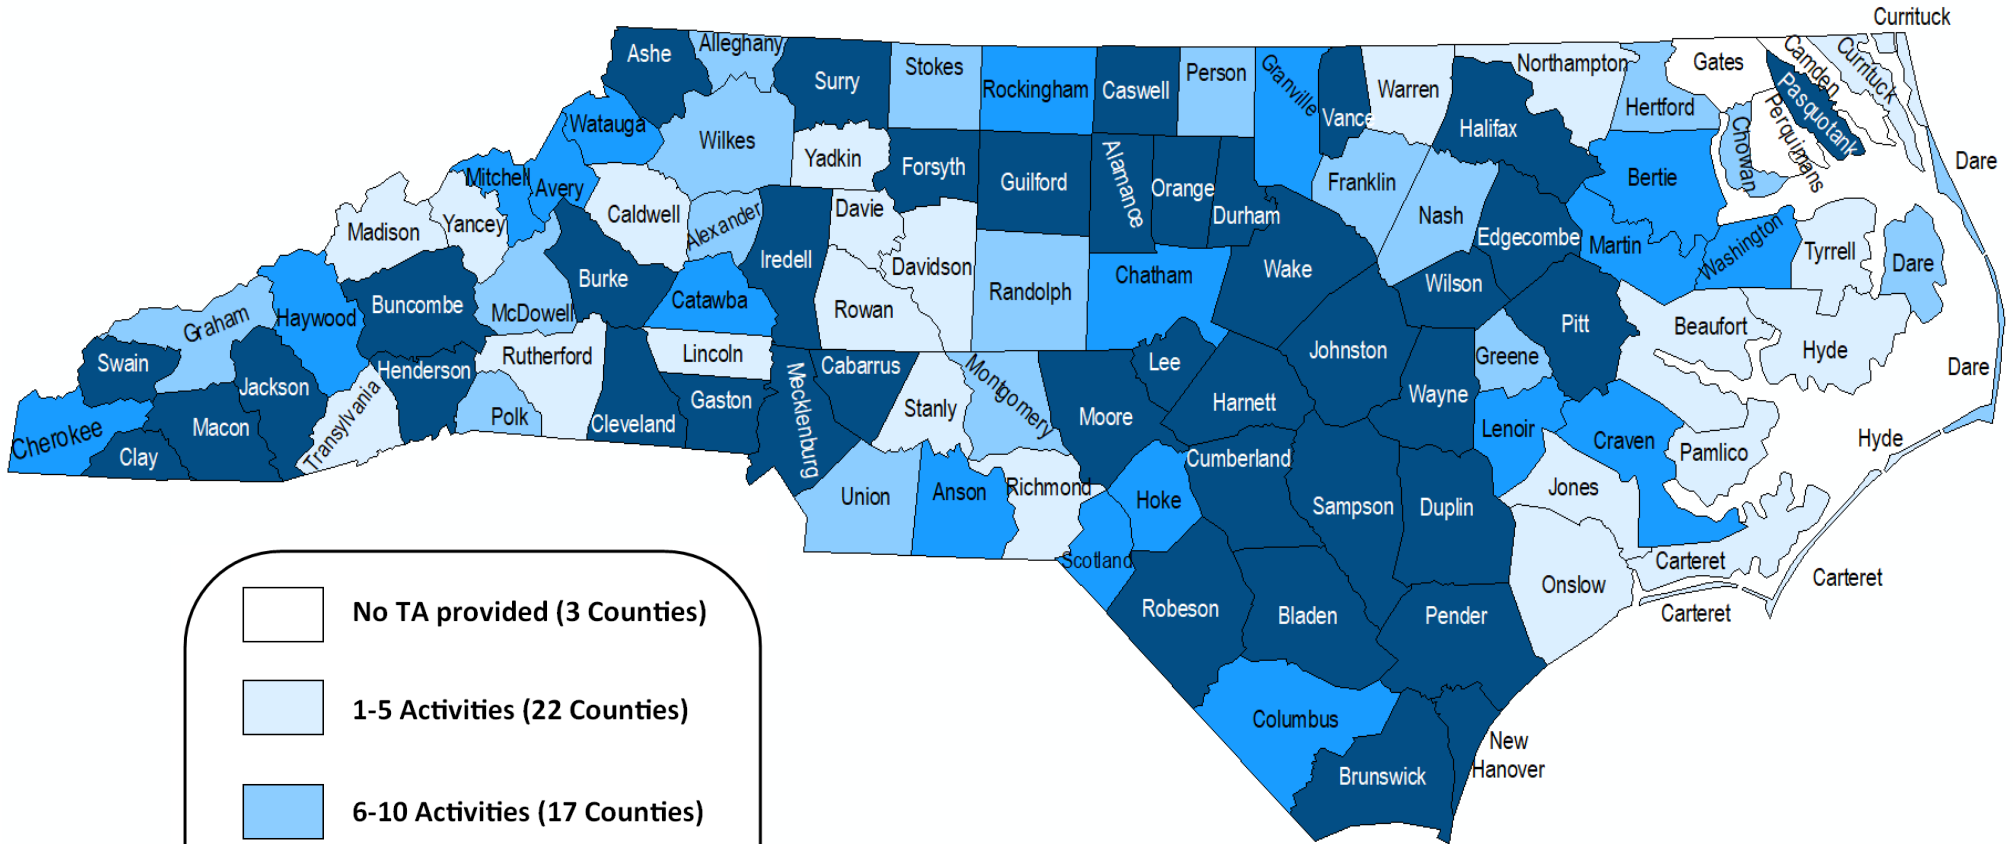 Currituck
Ashe
Alleghany
Surry
Stokes
Rockingham
Caswell
Person
Granville
Vance
Warren
Northampton
Gates
Camden
Currituck
Pasquotank
Perquimans
Hertford
Halifax
Chowan
Dare
Watauga
Wilkes
Yadkin
Forsyth
Guilford
Alamance
Orange
Durham
Franklin
Nash
Edgecombe
Bertie
Martin
Washington
Tyrrell
Dare
Mitchell
Avery
Caldwell
Alexander
Iredell
Davie
Davidson
Randolph
Chatham
Wake
Wilson
Pitt
Beaufort
Hyde
Dare
Madison
Yancey
Burke
McDowell
Catawba
Rowan
Buncombe
Haywood
Graham
Swain
Jackson
Henderson
Rutherford
Lincoln
Cabarrus
Lee
Johnston
Wayne
Greene
Cherokee
Clay
Macon
Transylvania
Polk
Cleveland
Gaston
Mecklenburg
Stanly
Montgomery
Moore
Harnett
Lenoir
Craven
Pamlico
Hyde
Union
Anson
Richmond
Hoke
Cumberland
Sampson
Duplin
Jones
Scotland
Robeson
Bladen
Pender
Onslow
Carteret
Carteret
Carteret
Columbus
Brunswick
New
Hanover
No TA provided (3 Counties)
1-5 Activities (22 Counties)
6-10 Activities (17 Counties)